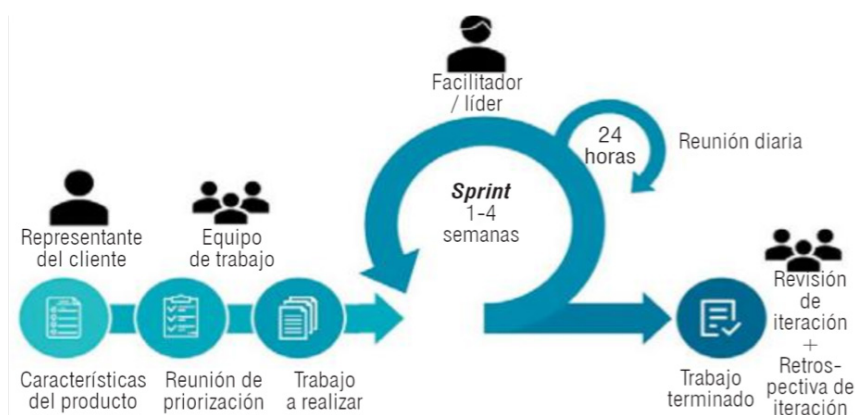 Facilitador
/ líder
24
horas
Reunión diaria
Sprint
1-4
semanas
Representante
del cliente
Equipo
de trabajo
Características
del producto
Reunión de
priorización
Trabajo
a realizar
Trabajo
terminado
Revisión
de
iteración
+
Retros-
pectiva de
iteración